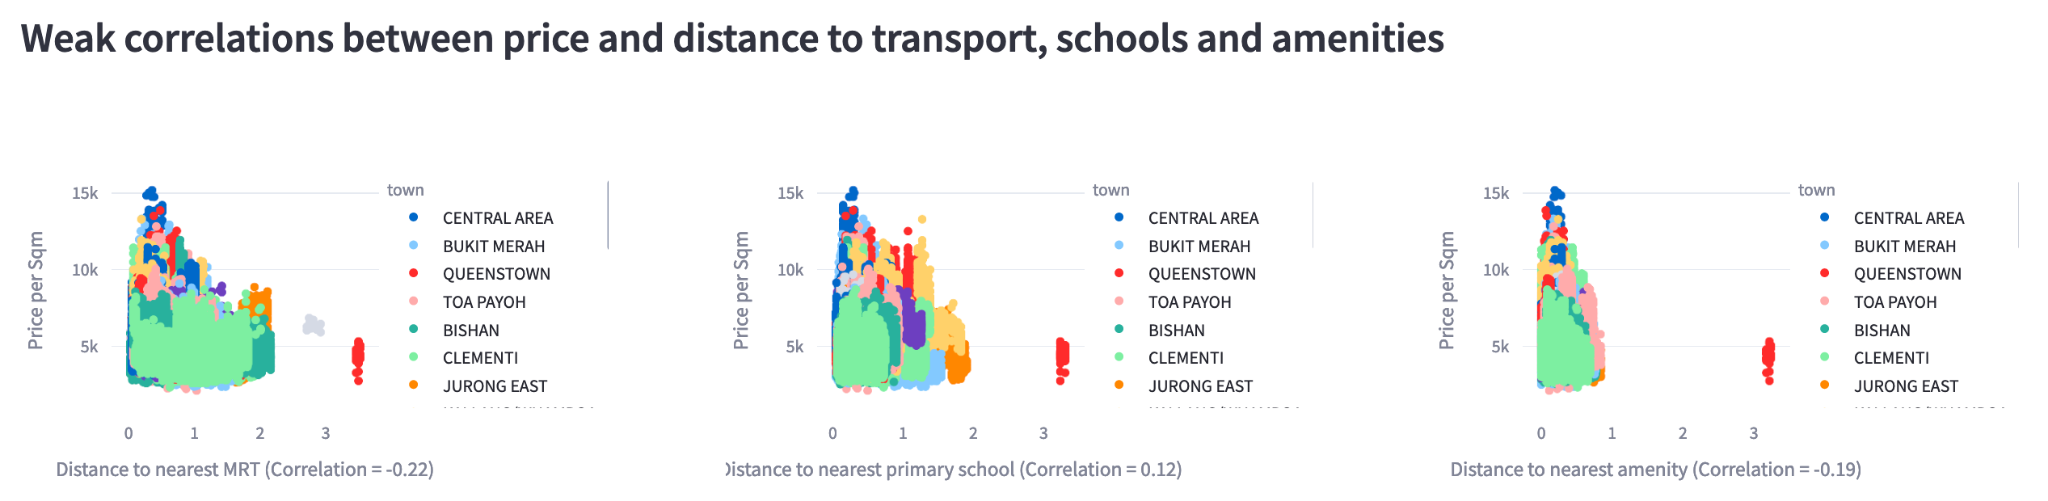 Weak correlations between price and distance to transport, schools and amenities
Price per Sqm
15k
10k
5k
0 1 2 3
Distance to nearest MRT (Correlation = -0.22)
town
CENTRAL AREA
BUKIT MERAH
QUEENSTOWN
TOA PAYOH
BISHAN
CLEMENTI
JURONG EAST
Price per Sqm
15k
10k
5k
0 1 2 3
Distance to nearest primary school (Correlation = 0.12)
town
CENTRAL AREA
BUKIT MERAH
QUEENSTOWN
TOA PAYOH
BISHAN
CLEMENTI
JURONG EAST
Price per Sqm
15k
10k
5k
0 1 2 3
Distance to nearest amenity (Correlation = -0.19)
town
CENTRAL AREA
BUKIT MERAH
QUEENSTOWN
TOA PAYOH
BISHAN
CLEMENTI
JURONG EAST